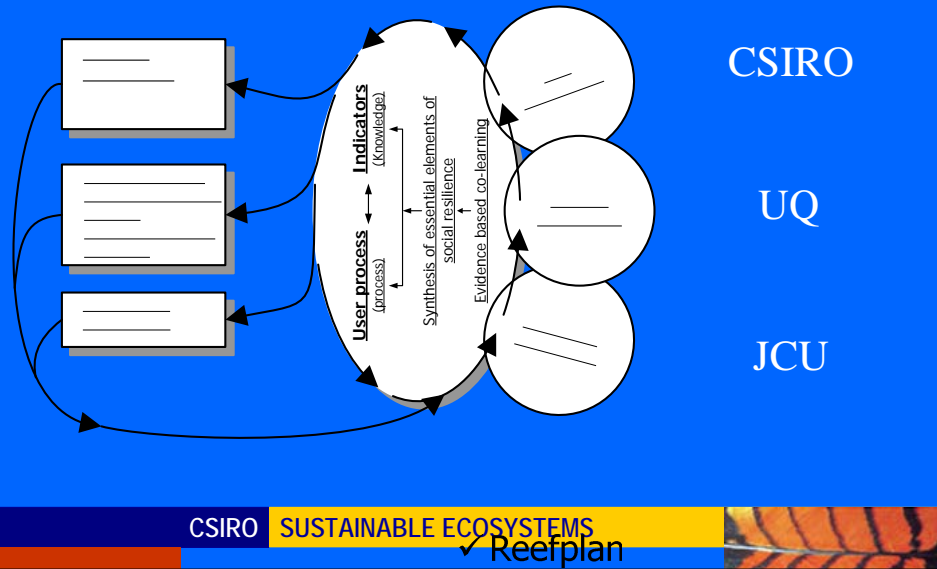 CSIRO
UQ
JCU
User process
(process)
Indicators
(Knowledge)
Synthesis of essential elements of
social resilience
Evidence based co-learning
CSIRO SUSTAINABLE ECOSYSTEMS
✓ Reefplan